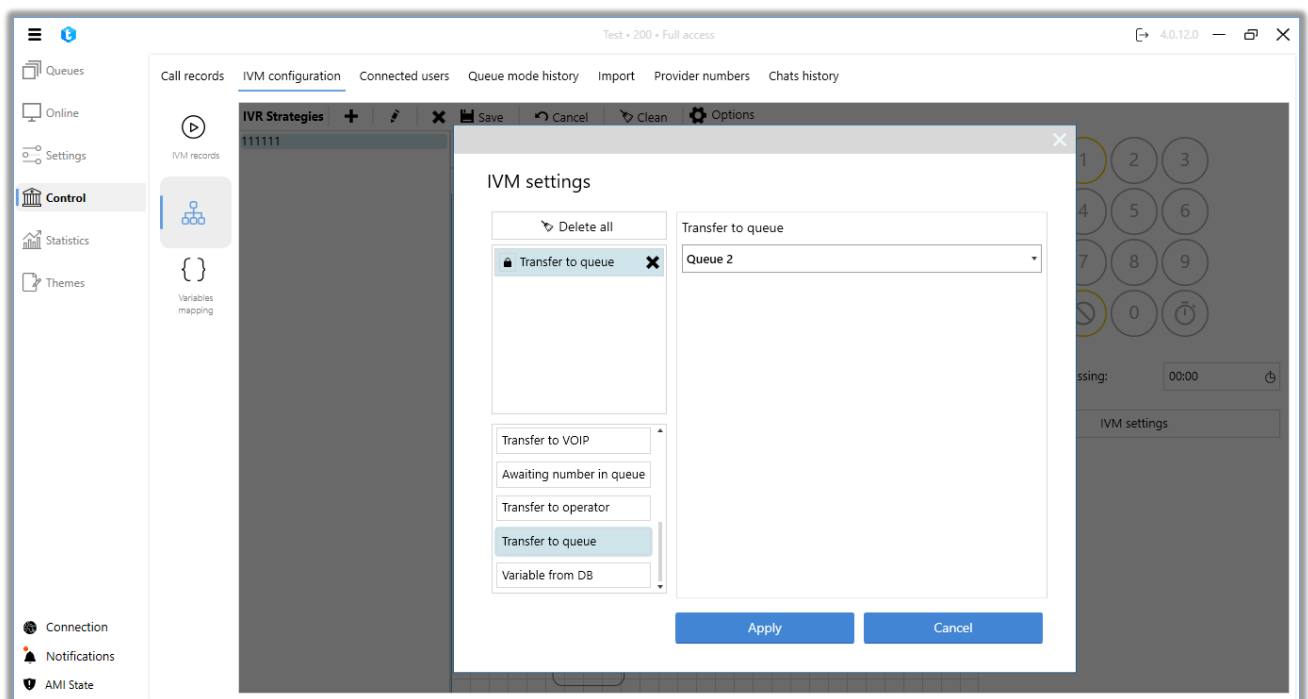 Test • 200 • Full access
4.0.12.0
Queues
Online
Settings
Control
Statistics
Themes
Connection
Notifications
AMI State
Call records
IVM configuration
Connected users
Queue mode history
Import
Provider numbers
Chats history
IVM records
{ }
Variables
mapping
IVR Strategies
Save
Cancel
Clean
Options
111111
IVM settings
Delete all
Transfer to queue
Transfer to VOIP
Awaiting number in queue
Transfer to operator
Transfer to queue
Variable from DB
Transfer to queue
Queue 2
Apply
Cancel
1 2 3
4 5 6
7 8 9
0
ssing: 00:00
IVM settings